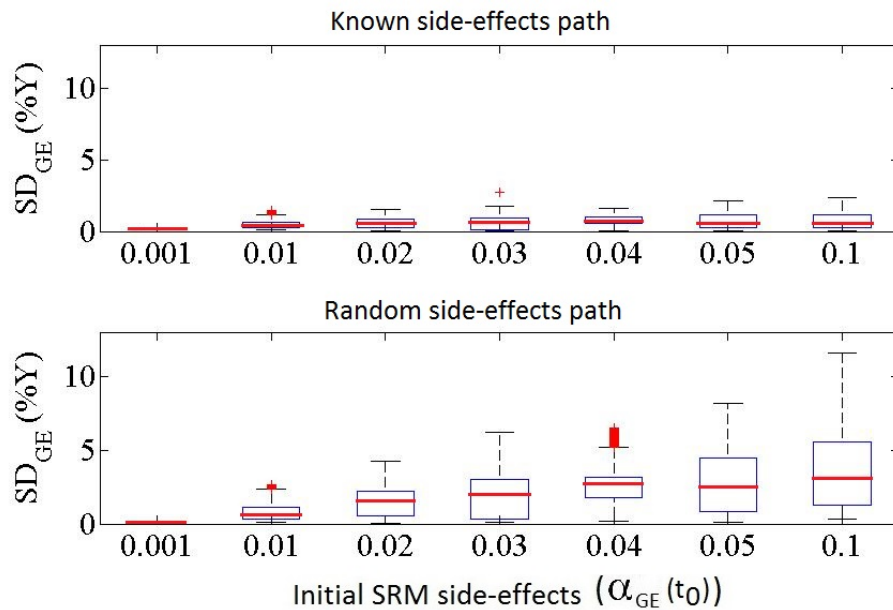 Known side-effects path
SD_GE (%Y)
10
5
0
0.001 0.01 0.02 0.03 0.04 0.05 0.1
Random side-effects path
SD_GE (%Y)
10
5
0
0.001 0.01 0.02 0.03 0.04 0.05 0.1
Initial SRM side-effects (α_GE (t_0))